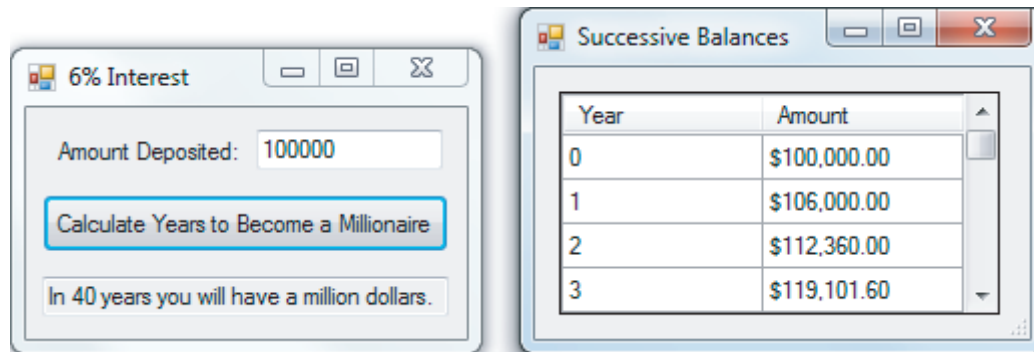 6% Interest
Amount Deposited: 100000
Calculate Years to Become a Millionaire
In 40 years you will have a million dollars.
Successive Balances
Year Amount
0 $100,000.00
1 $106,000.00
2 $112,360.00
3 $119,101.60